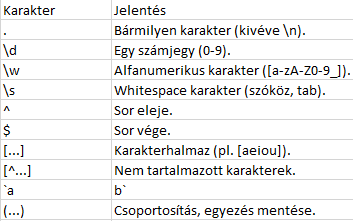 Karakter Jelentés
. Bármilyen karakter (kivéve \n).
\d Egy számjegy (0-9).
\w Alfanumerikus karakter ([a-zA-Z0-9_]).
\s Whitespace karakter (szóköz, tab).
^ Sor eleje.
$ Sor vége.
[...] Karakterhalmaz (pl. [aeiou]).
[^...] Nem tartalmazott karakterek.
`a b`
(...) Csoportosítás, egyezés mentése.